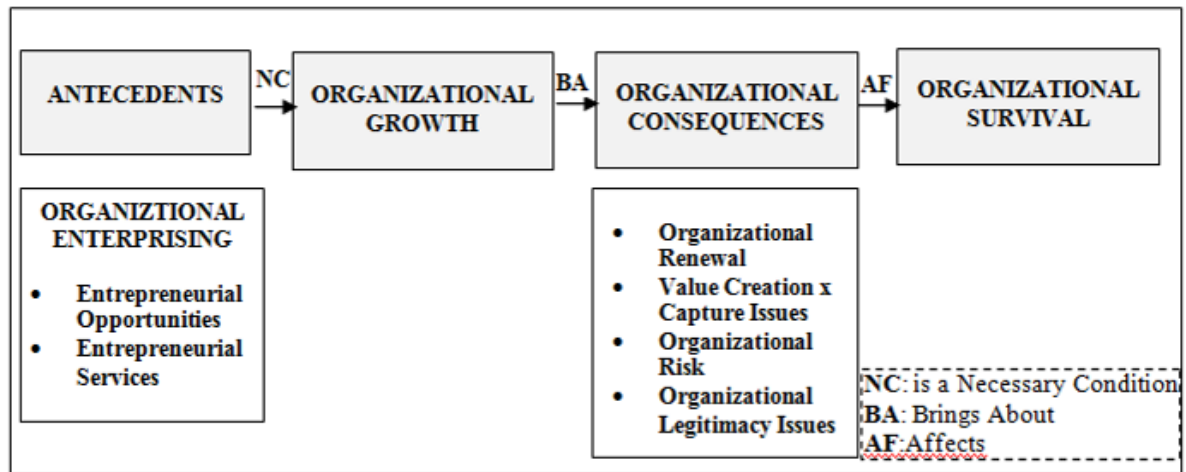 ANTECEDENTS
NC
ORGANIZATIONAL
GROWTH
BA
ORGANIZATIONAL
CONSEQUENCES
AF
ORGANIZATIONAL
SURVIVAL
ORGANIZTIONAL
ENTERPRISING
• Entrepreneurial
Opportunities
• Entrepreneurial
Services
• Organizational
Renewal
• Value Creation x
Capture Issues
• Organizational
Risk
• Organizational
Legitimacy Issues
NC: is a Necessary Condition
BA: Brings About
AF:Affects